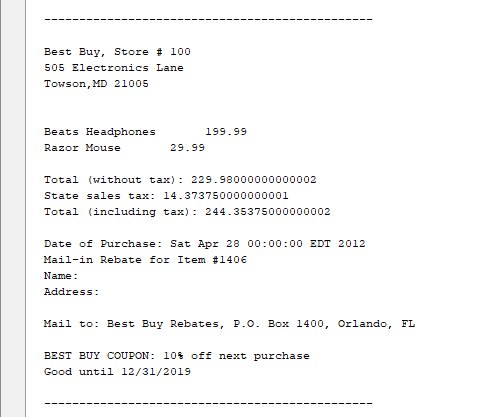 -----------------------------------------------
Best Buy, Store # 100
505 Electronics Lane
Towson,MD 21005
Beats Headphones       199.99
Razor Mouse       29.99
Total (without tax): 229.98000000000002
State sales tax: 14.373750000000001
Total (including tax): 244.35375000000002
Date of Purchase: Sat Apr 28 00:00:00 EDT 2012
Mail-in Rebate for Item #1406
Name:
Address:
Mail to: Best Buy Rebates, P.O. Box 1400, Orlando, FL
BEST BUY COUPON: 10% off next purchase
Good until 12/31/2019
-----------------------------------------------